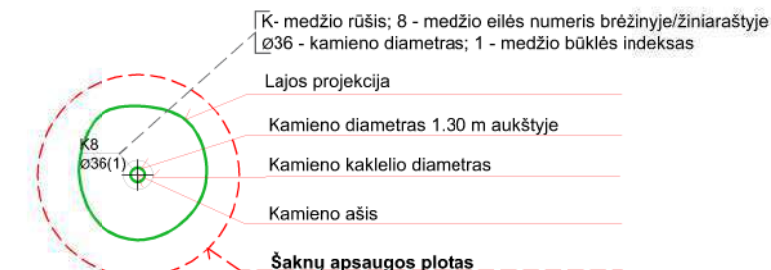 K- medžio rūšis; 8 - medžio eilės numeris brėžinyje/žiniaraštyje
ø36 - kamieno diametras; 1 - medžio būklės indeksas
Lajos projekcija
Kamieno diametras 1.30 m aukštyje
K8
ø36(1)
Kamieno kaklelio diametras
Kamieno ašis
Šaknų apsaugos plotas